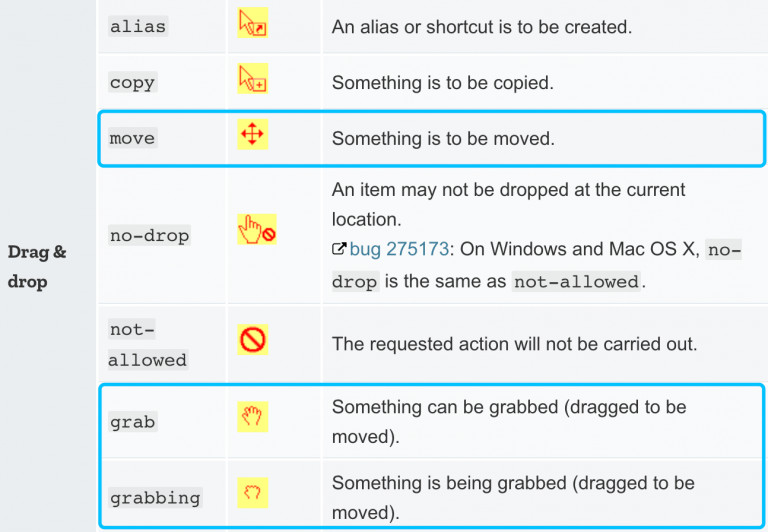 alias
An alias or shortcut is to be created.
copy
Something is to be copied.
move
Something is to be moved.
Drag &
drop
no-drop
An item may not be dropped at the current
location.
bug 275173: On Windows and Mac OS X, no-
drop is the same as not-allowed.
not-
allowed
The requested action will not be carried out.
grab
Something can be grabbed (dragged to be
moved).
grabbing
Something is being grabbed (dragged to be
moved).